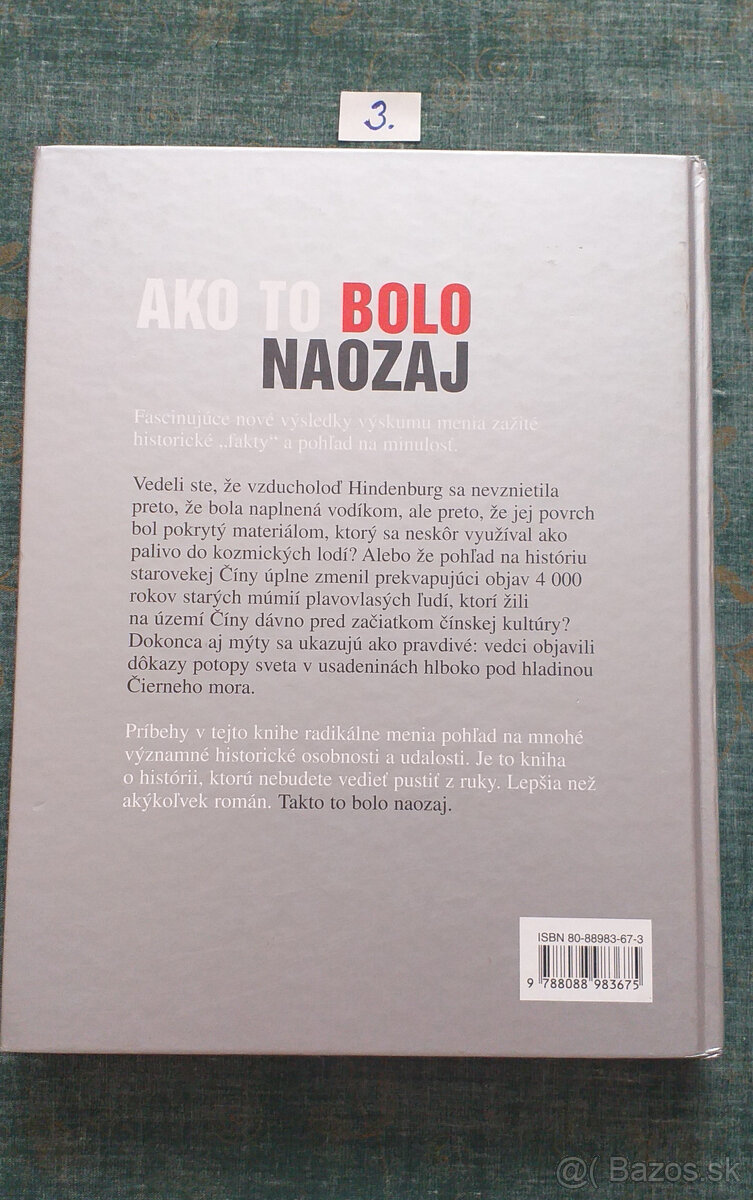 3.
AKO TO BOLO
NAOZAJ
Fascinujúce nové výsledky výskumu menia zažité
historické „fakty“ a pohľad na minulosť.
Vedeli ste, že vzducholoď Hindenburg sa nevznietila
preto, že bola naplnená vodíkom, ale preto, že jej povrch
bol pokrytý materiálom, ktorý sa neskôr využíval ako
palivo do kozmických lodí? Alebo že pohľad na históriu
starovekej Číny úplne zmenil prekvapujúci objav 4 000
rokov starých múmií plavovlasých ľudí, ktorí žili
na území Číny dávno pred začiatkom čínskej kultúry?
Dokonca aj mýty sa ukazujú ako pravdivé: vedci objavili
dôkazy potopy sveta v usadeninách hlboko pod hladinou
Čierneho mora.
Príbehy v tejto knihe radikálne menia pohľad na mnohé
významné historické osobnosti a udalosti. Je to kniha
o histórii, ktorú nebudete vedieť pustiť z ruky. Lepšia než
akýkoľvek román. Takto to bolo naozaj.
ISBN 80-88983-67-3
9 788088 983675
@( Bazos.sk